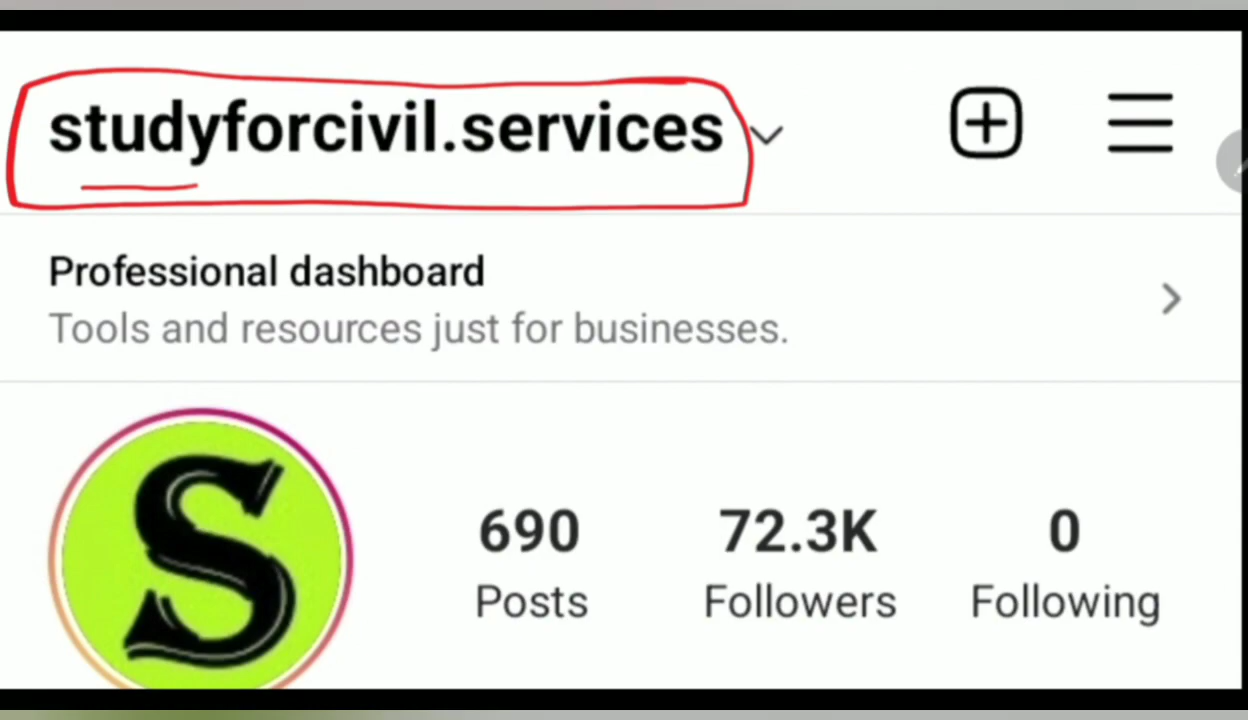 studyforcivil.services
Professional dashboard
Tools and resources just for businesses.
S
690 72.3K 0
Posts Followers Following